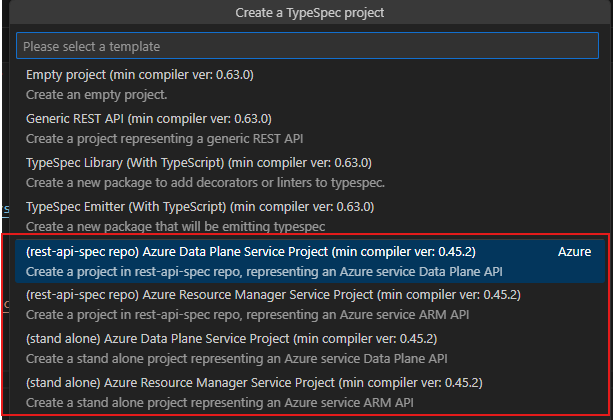 Create a TypeSpec project
Please select a template
Empty project (min compiler ver: 0.63.0)
Create an empty project.
Generic REST API (min compiler ver: 0.63.0)
Create a project representing a generic REST API
TypeSpec Library (With TypeScript) (min compiler ver: 0.63.0)
Create a new package to add decorators or linters to typespec.
TypeSpec Emitter (With TypeScript) (min compiler ver: 0.63.0)
Create a new package that will be emitting typespec
(rest-api-spec repo) Azure Data Plane Service Project (min compiler ver: 0.45.2) Azure
Create a project in rest-api-spec repo, representing an Azure service Data Plane API
(rest-api-spec repo) Azure Resource Manager Service Project (min compiler ver: 0.45.2)
Create a project in rest-api-spec repo, representing an Azure service ARM API
(stand alone) Azure Data Plane Service Project (min compiler ver: 0.45.2)
Create a stand alone project representing an Azure service Data Plane API
(stand alone) Azure Resource Manager Service Project (min compiler ver: 0.45.2)
Create a stand alone project representing an Azure service ARM API